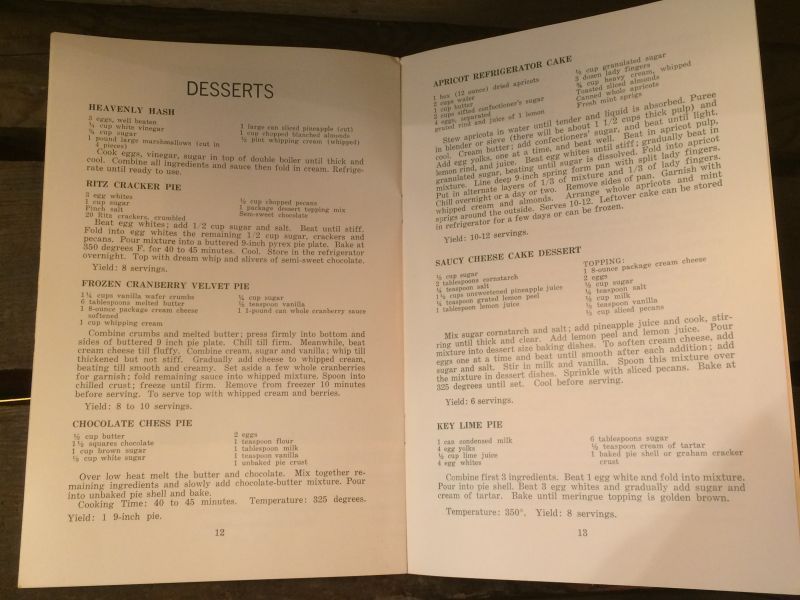 DESSERTS
HEAVENLY HASH
3 eggs, well beaten
¼ cup white vinegar
¾ cup sugar
1 pound large marshmallows (cut in
4 pieces)
1 large can sliced pineapple (cut)
1 cup chopped blanched almonds
½ pint whipping cream (whipped)
Cook eggs, vinegar, sugar in top of double boiler until thick and
cool. Combine all ingredients and sauce then fold in cream. Refrige-
rate until ready to use.
RITZ CRACKER PIE
3 egg whites
1 cup sugar
Pinch salt
20 Ritz crackers, crumbled
½ cup chopped pecans
1 package dessert topping mix
Semi-sweet chocolate
Beat egg whites; add 1/2 cup sugar and salt. Beat until stiff.
Fold into egg whites the remaining 1/2 cup sugar, crackers and
pecans. Pour mixture into a buttered 9-inch pyrex pie plate. Bake at
350 degrees F. for 40 to 45 minutes. Cool. Store in the refrigerator
overnight. Top with dream whip and slivers of semi-sweet chocolate.
Yield: 8 servings.
FROZEN CRANBERRY VELVET PIE
1¼ cups vanilla wafer crumbs
6 tablespoons melted butter
1 8-ounce package cream cheese
softened
1 cup whipping cream
¼ cup sugar
½ teaspoon vanilla
1 1-pound can whole cranberry sauce
Combine crumbs and melted butter; press firmly into bottom and
sides of buttered 9 inch pie plate. Chill till firm. Meanwhile, beat
cream cheese till fluffy. Combine cream, sugar and vanilla; whip till
thickened but not stiff. Gradually add cheese to whipped cream,
beating till smooth and creamy. Set aside a few whole cranberries
for garnish; fold remaining sauce into whipped mixture. Spoon into
chilled crust; freeze until firm. Remove from freezer 10 minutes
before serving. To serve top with whipped cream and berries.
Yield: 8 to 10 servings.
CHOCOLATE CHESS PIE
½ cup butter
1½ squares chocolate
1 cup brown sugar
½ cup white sugar
2 eggs
1 teaspoon flour
1 tablespoon milk
1 teaspoon vanilla
1 unbaked pie crust
Over low heat melt the butter and chocolate. Mix together re-
maining ingredients and slowly add chocolate-butter mixture. Pour
into unbaked pie shell and bake.
Cooking Time: 40 to 45 minutes. Temperature: 325 degrees.
Yield: 1 9-inch pie.
12
APRICOT REFRIGERATOR CAKE
1 box (12 ounce) dried apricots
2 cups water
1 cup butter
2 cups sifted confectioner's sugar
4 eggs, separated
grated rind and juice of 1 lemon
½ cup granulated sugar
3 dozen lady fingers
¾ cup heavy cream, whipped
Toasted sliced almonds
Canned whole apricots
Fresh mint sprigs
Stew apricots in water until tender and liquid is absorbed. Puree
in blender or sieve (there will be about 1 1/2 cups thick pulp) and
cool. Cream butter; add confectioners' sugar, and beat until light.
Add egg yolks, one at a time, and beat well. Beat in apricot pulp,
lemon rind, and juice. Beat egg whites until stiff; gradually beat in
granulated sugar, beating until sugar is dissolved. Fold into apricot
mixture. Line deep 9-inch spring form pan with split lady fingers.
Put in alternate layers of 1/3 of mixture and 1/3 of lady fingers.
Chill overnight or a day or two. Remove sides of pan. Garnish with
whipped cream and almonds. Arrange whole apricots and mint
sprigs around the outside. Serves 10-12. Leftover cake can be stored
in refrigerator for a few days or can be frozen.
Yield: 10-12 servings.
SAUCY CHEESE CAKE DESSERT
½ cup sugar
2 tablespoons cornstarch
¼ teaspoon salt
1½ cups unsweetened pineapple juice
¼ teaspoon grated lemon peel
1 tablespoon lemon juice
TOPPING:
1 8-ounce package cream cheese
2 eggs
½ cup sugar
¼ teaspoon salt
½ cup milk
½ teaspoon vanilla
½ cup sliced pecans
Mix sugar cornstarch and salt; add pineapple juice and cook, stir-
ring until thick and clear. Add lemon peel and lemon juice. Pour
mixture into dessert size baking dishes. To soften cream cheese, add
eggs one at a time and beat until smooth after each addition; add
sugar and salt. Stir in milk and vanilla. Spoon this mixture over
the mixture in dessert dishes. Sprinkle with sliced pecans. Bake at
325 degrees until set. Cool before serving.
Yield: 6 servings.
KEY LIME PIE
1 can condensed milk
4 egg yolks
½ cup lime juice
4 egg whites
6 tablespoons sugar
½ teaspoon cream of tartar
1 baked pie shell or graham cracker
crust
Combine first 3 ingredients. Beat 1 egg white and fold into mixture.
Pour into pie shell. Beat 3 egg whites and gradually add sugar and
cream of tartar. Bake until meringue topping is golden brown.
Temperature: 350°. Yield: 8 servings.
13